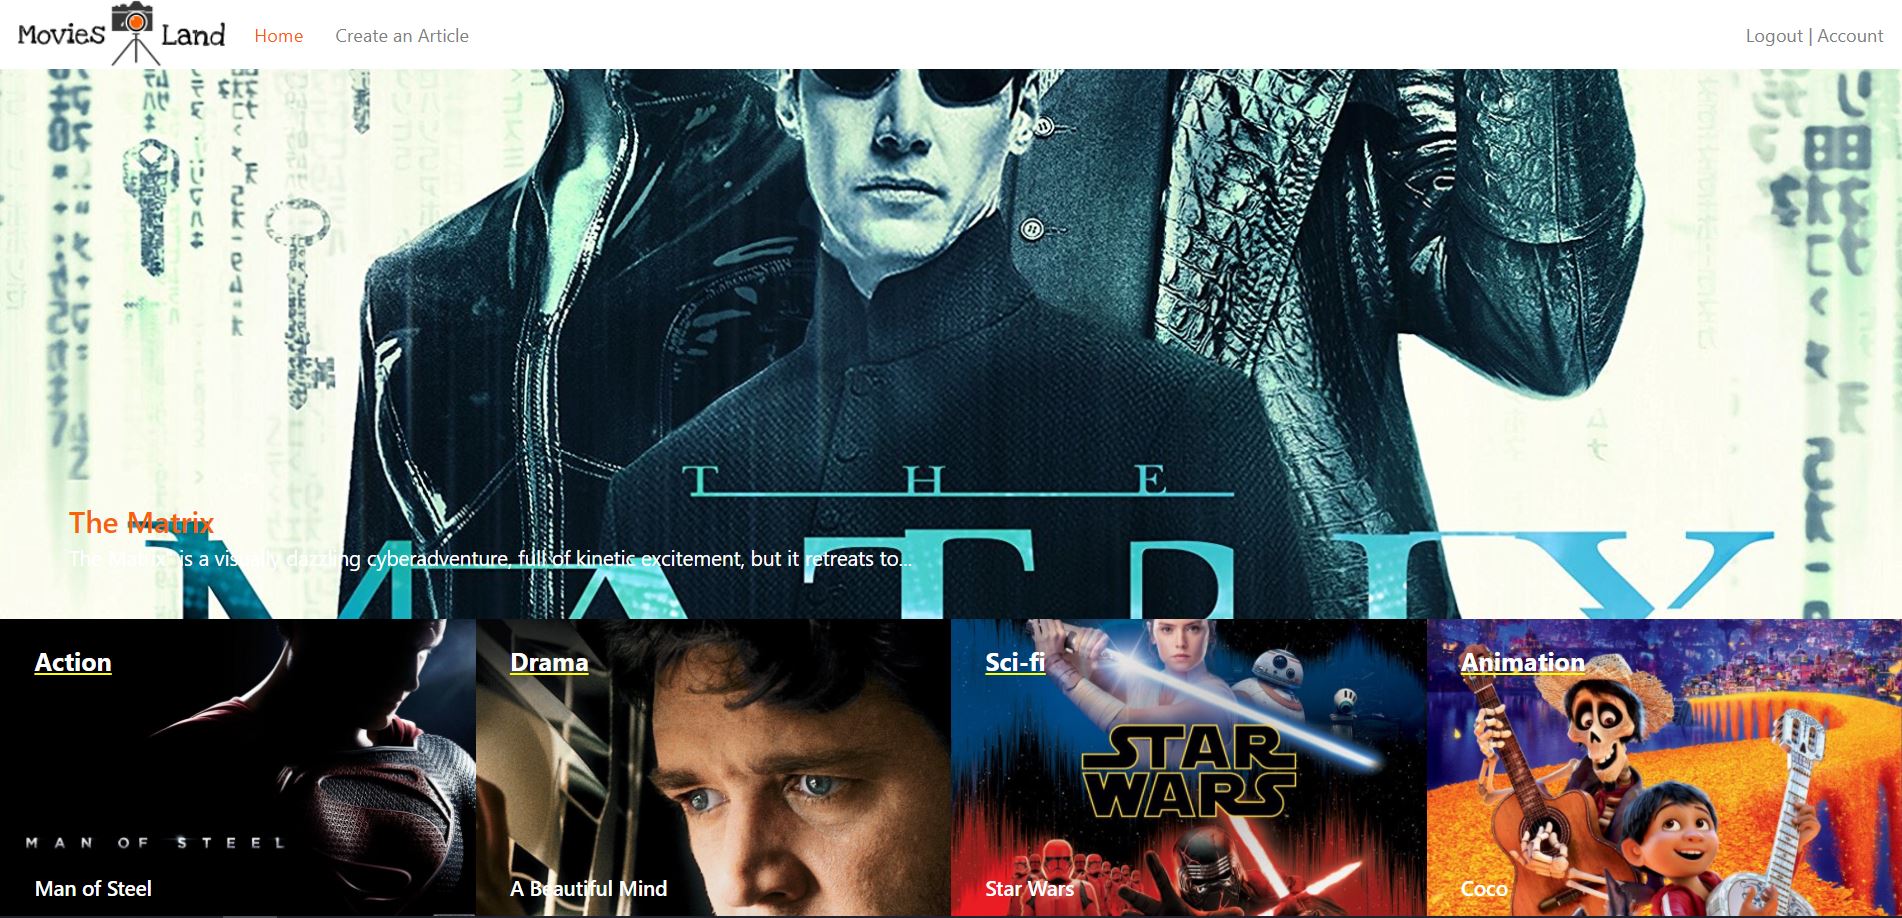 Movies Land Home Create an Article Logout | Account
THE
MATRIX
The Matrix
The Matrix" is a visually dazzling cyberadventure, full of kinetic excitement, but it retreats to...
Action
Drama
Sci-fi
Animation
STAR
WARS
MAN OF STEEL
Man of Steel
A Beautiful Mind
Star Wars
Coco